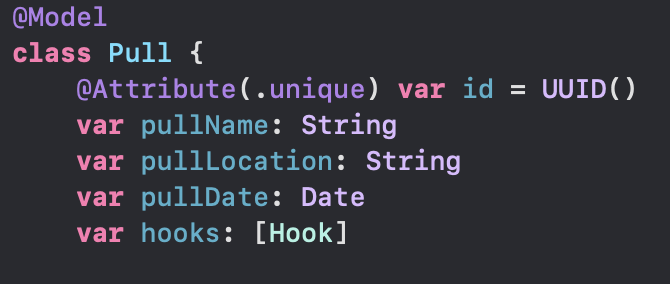 @Model
class Pull {
@Attribute(.unique) var id = UUID()
var pullName: String
var pullLocation: String
var pullDate: Date
var hooks: [Hook]